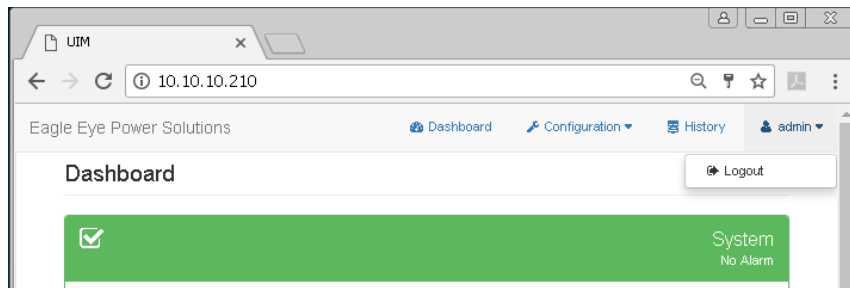 UIM
10.10.10.210
Eagle Eye Power Solutions Dashboard Configuration History admin
Logout
Dashboard
System
No Alarm